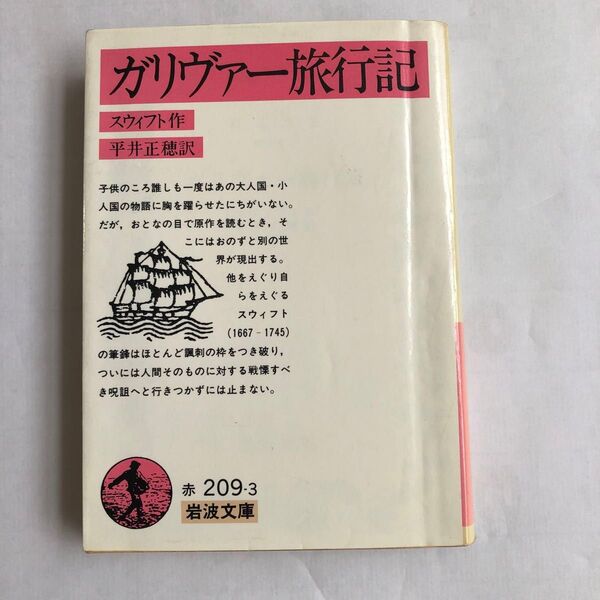 ガリヴァー旅行記
スウィフト作
平井正穂訳
子供のころ誰しも一度はあの大人国・小
人国の物語に胸を躍らせたにちがいない。
だが，おとなの目で原作を読むとき，そ
こにはおのずと別の世
界が現出する。
他をえぐり自
らをえぐる
スウィフト
(1667－1745)
の筆鋒はほとんど諷刺の枠をつき破り，
ついには人間そのものに対する戦慄すべ
き呪詛へと行きつかずには止まない。
赤 209-3
岩波文庫